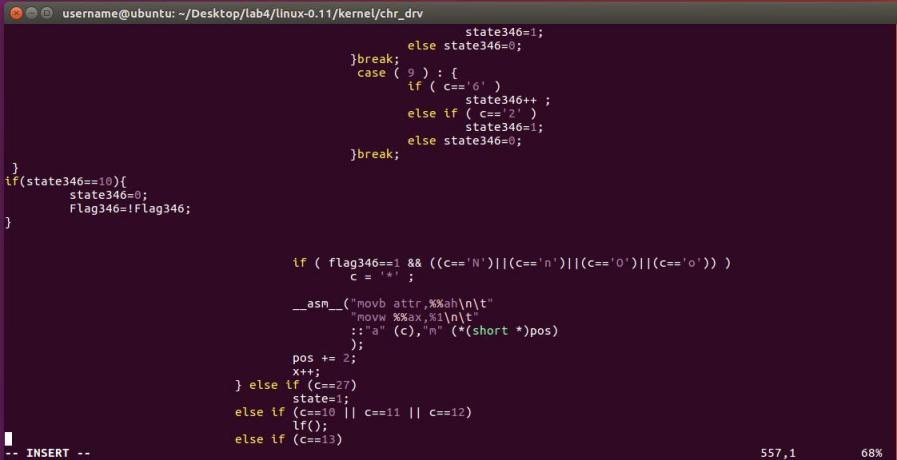 username@ubuntu: ~/Desktop/lab4/linux-0.11/kernel/chr_drv
state346=1;
else state346=0;
}break;
case ( 9 ) : {
if ( c=='6' )
state346++ ;
else if ( c=='2' )
state346=1;
else state346=0;
}break;
}
if(state346==10){
state346=0;
Flag346=!Flag346;
}
if ( flag346==1 && ((c=='N')||(c=='n')||(c=='O')||(c=='o')) )
c = '*' ;
__asm__("movb attr,%%ah\n\t"
"movw %%ax,%1\n\t"
::"a" (c),"m" (*(short *)pos)
);
pos += 2;
x++;
} else if (c==27)
state=1;
else if (c==10 || c==11 || c==12)
lf();
else if (c==13)
-- INSERT -- 557,1 68%